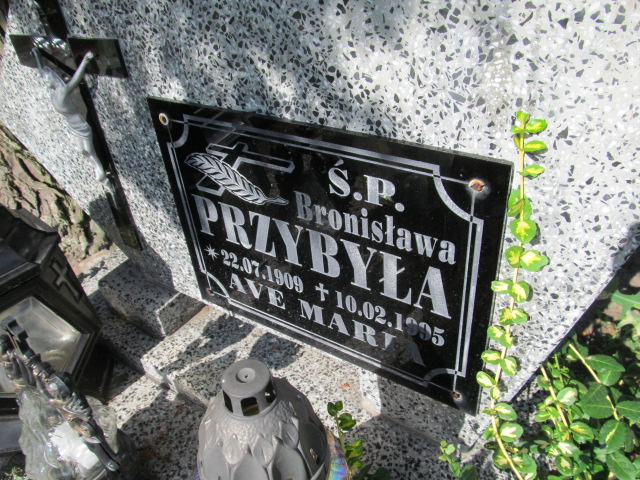 Ś.P.
Bronisława
PRZYBYŁA
*22.07.1909 ✝10.02.1995
AVE MARIA